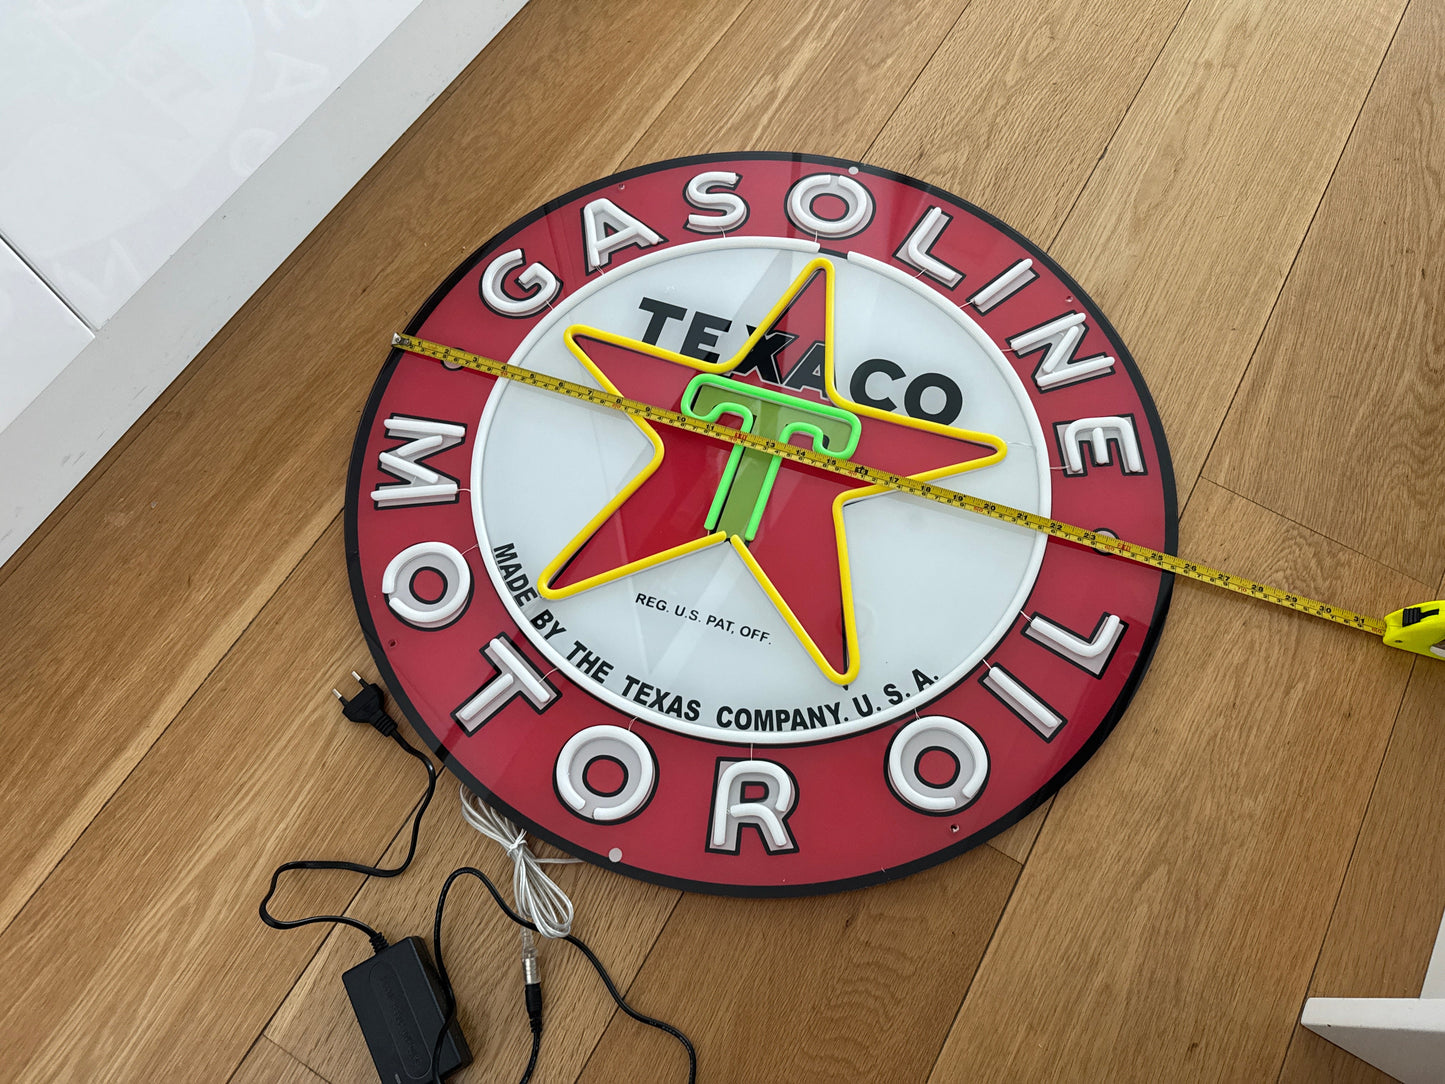 GASOLINE
TEXACO
T
REG. U.S. PAT, OFF.
MADE BY THE TEXAS COMPANY. U. S. A.
MOTOR OIL